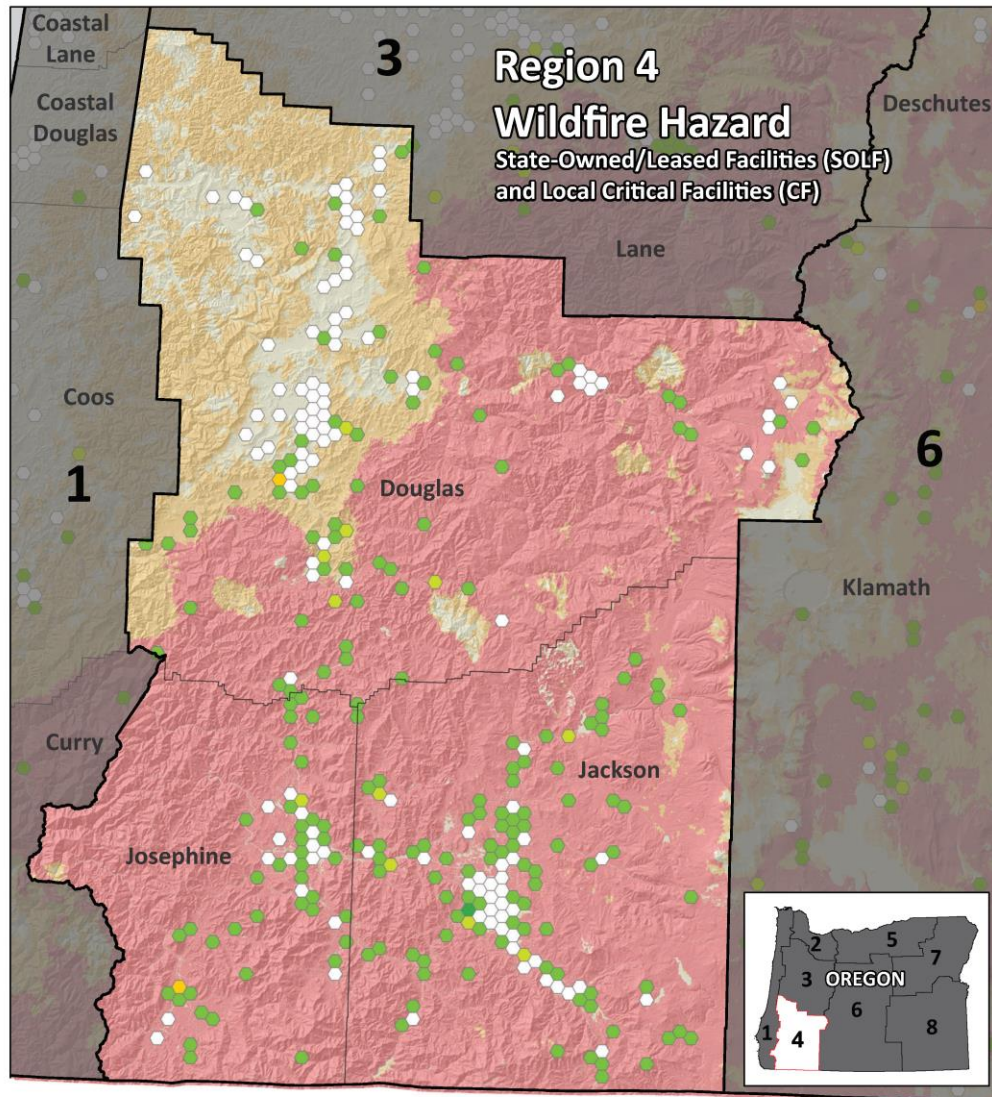 Coastal
Lane
3
Region 4
Wildfire Hazard
State-Owned/Leased Facilities (SOLF)
and Local Critical Facilities (CF)
Deschutes
Coastal
Douglas
Lane
Coos
1
6
Douglas
Klamath
Curry
Jackson
Josephine
2
5
7
3
OREGON
6
1
4
8